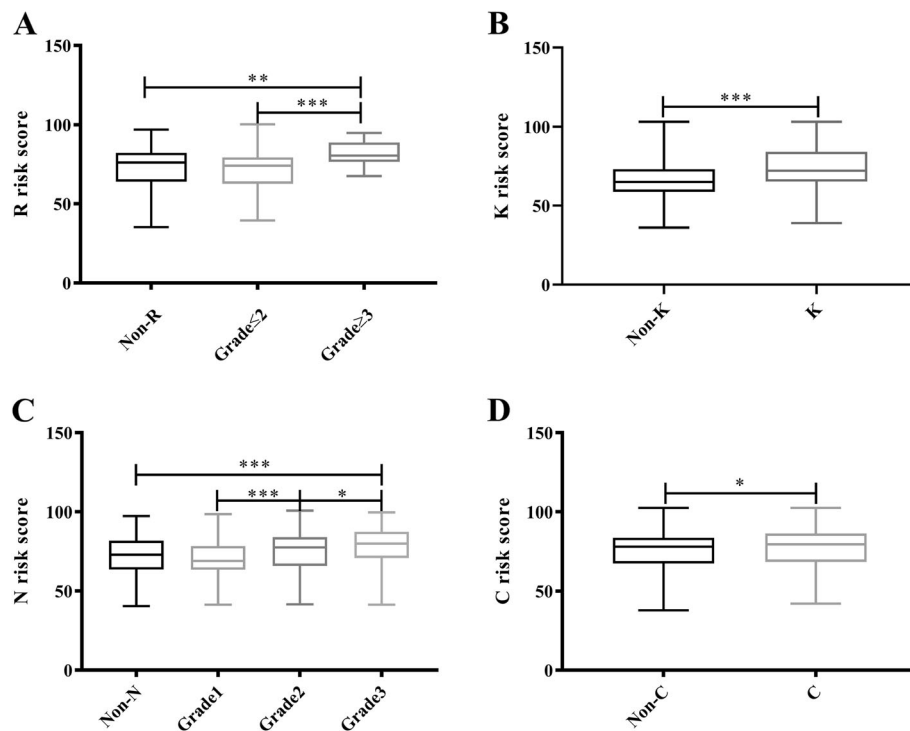 A
R risk score
150
100
50
0
**
***
Non-R
Grade≤2
Grade≥3
B
K risk score
150
100
50
0
***
Non-K
K
C
N risk score
150
100
50
0
***
***
*
Non-N
Grade1
Grade2
Grade3
D
C risk score
150
100
50
0
*
Non-C
C